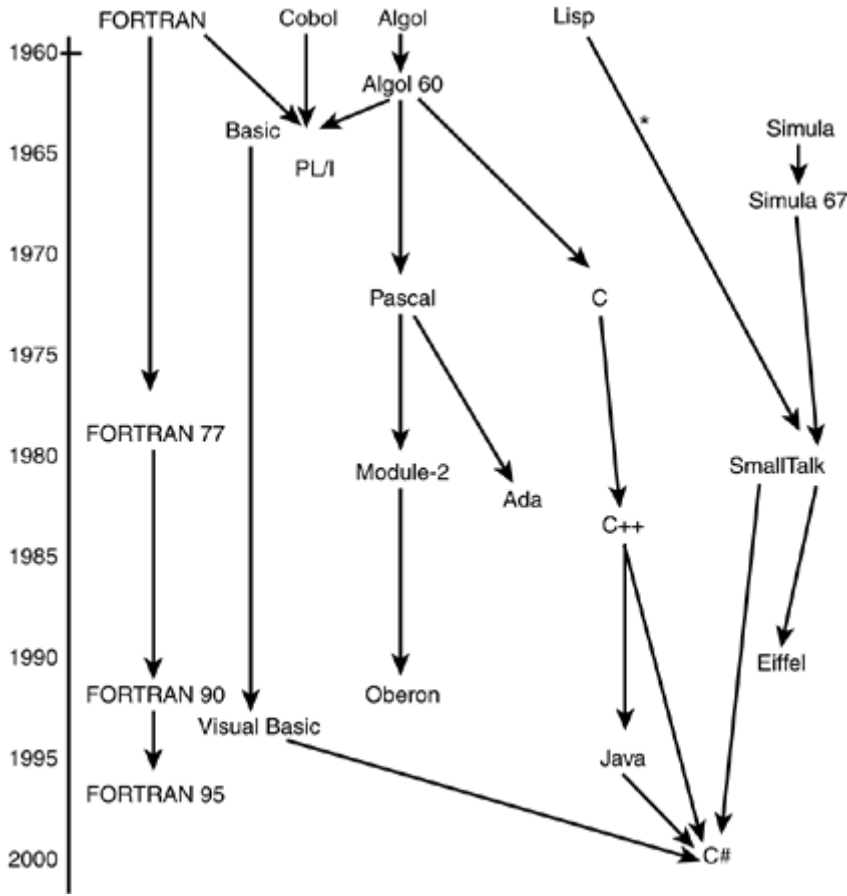 FORTRAN Cobol Algol Lisp
1960
Algol 60
Basic Simula
1965
PL/I
Simula 67
1970
Pascal C
1975
FORTRAN 77
1980
Module-2 SmallTalk
Ada
C++
1985
1990
Eiffel
FORTRAN 90 Oberon
Visual Basic
1995
Java
FORTRAN 95
2000
C#
*